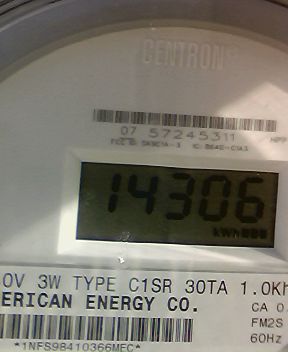 CENTRON
07 57245311
14306
kWh
0V 3W TYPE C1SR 30TA 1.0Kh
ERICAN ENERGY CO.
CA 0.
FM2S
60Hz
*1NFS98410366MEC*